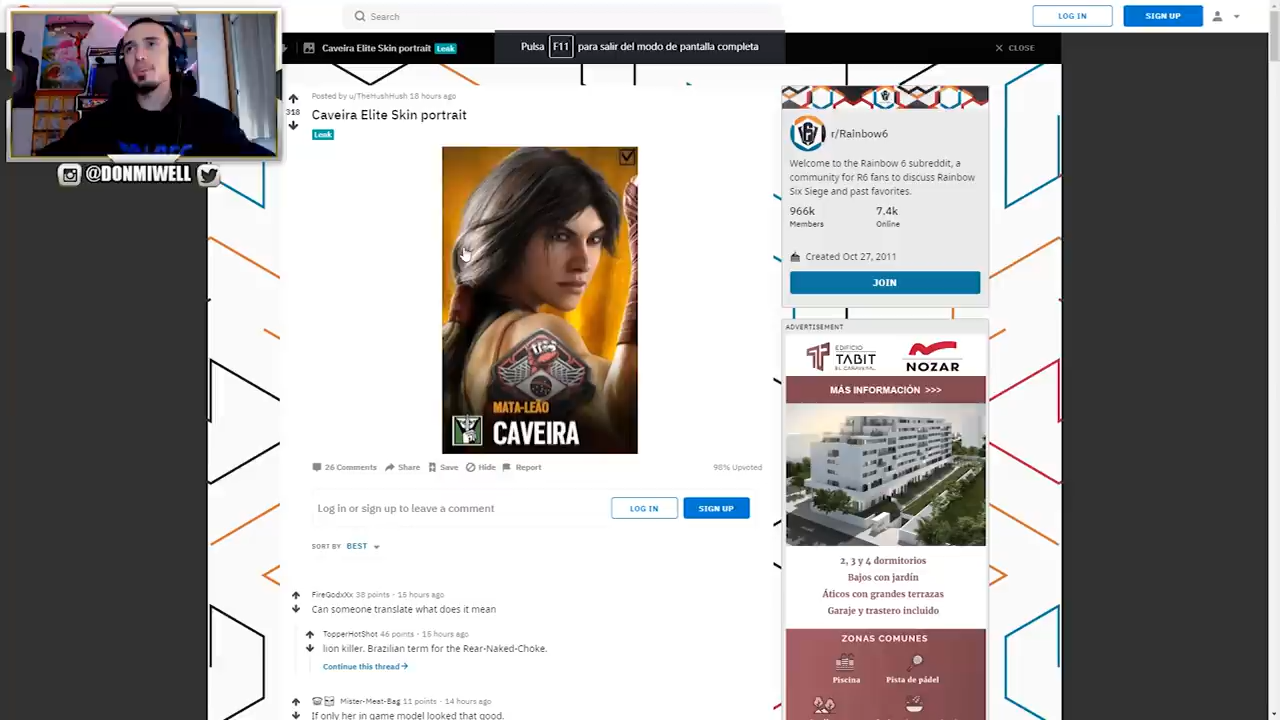 Search
LOG IN
SIGN UP
Caveira Elite Skin portrait Leak
Pulsa F11 para salir del modo de pantalla completa
CLOSE
@DONMIWELL
Posted by u/TheHushHush 18 hours ago
318
Caveira Elite Skin portrait
Leak
MATA-LEÃO
CAVEIRA
26 Comments Share Save Hide Report
98% Upvoted
Log in or sign up to leave a comment
LOG IN
SIGN UP
SORT BY BEST
FireGodxXx 38 points · 15 hours ago
Can someone translate what does it mean
TopperHotShot 46 points · 15 hours ago
lion killer. Brazilian term for the Rear-Naked-Choke.
Continue this thread
Mister-Meat-Bag 11 points · 14 hours ago
If only her in game model looked that good.
r/Rainbow6
Welcome to the Rainbow 6 subreddit, a
community for R6 fans to discuss Rainbow
Six Siege and past favorites.
966k 7.4k
Members Online
Created Oct 27, 2011
JOIN
ADVERTISEMENT
EDIFICIO
TABIT
EL CAÑAVERAL
NOZAR
MÁS INFORMACIÓN >>>
2, 3 y 4 dormitorios
Bajos con jardín
Áticos con grandes terrazas
Garaje y trastero incluido
ZONAS COMUNES
Piscina Pista de pádel